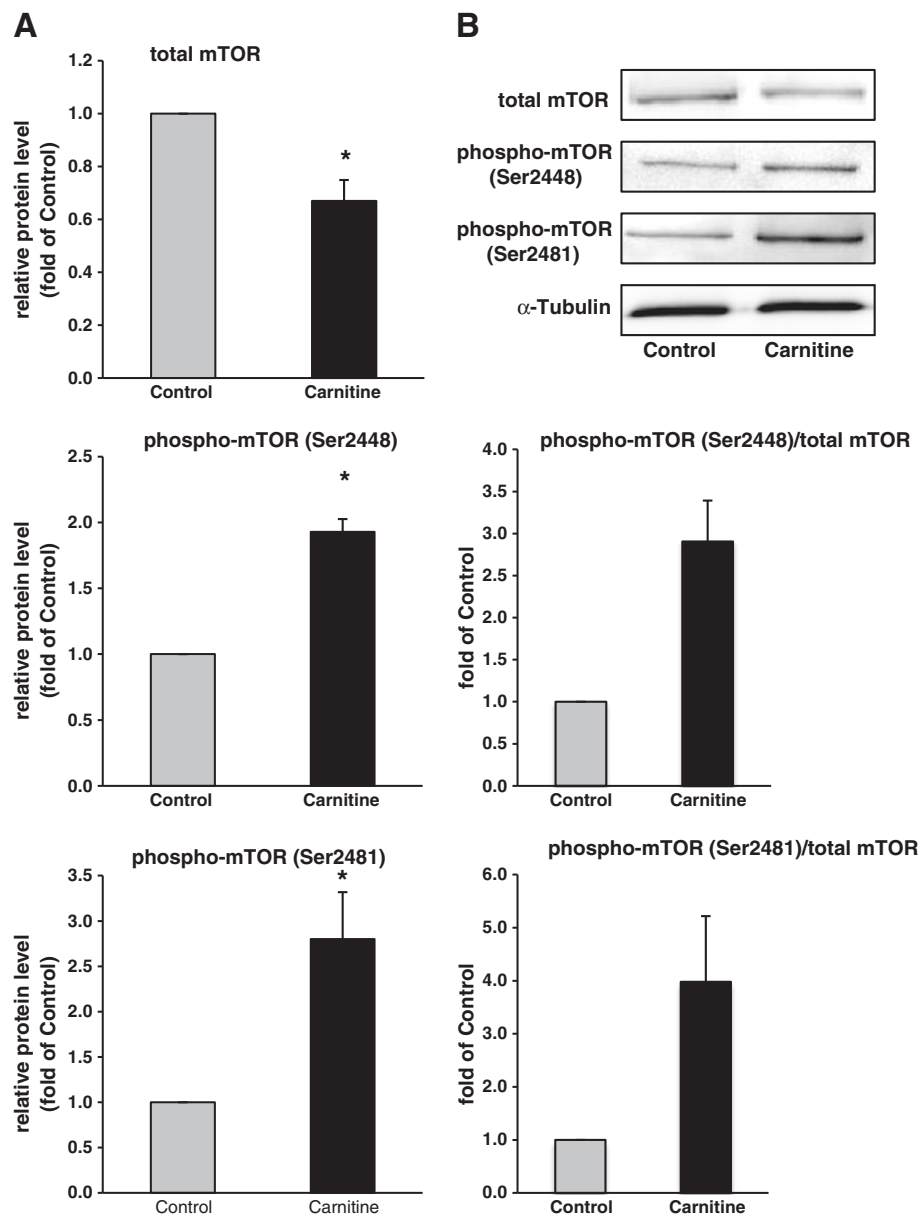 A
total mTOR
relative protein level
(fold of Control)
1.2
1.0
0.8
0.6
0.4
0.2
0.0
*
Control Carnitine
B
total mTOR
phospho-mTOR
(Ser2448)
phospho-mTOR
(Ser2481)
α-Tubulin
Control Carnitine
phospho-mTOR (Ser2448)
relative protein level
(fold of Control)
2.5
2.0
1.5
1.0
0.5
0.0
*
Control Carnitine
phospho-mTOR (Ser2448)/total mTOR
fold of Control
4.0
3.5
3.0
2.5
2.0
1.5
1.0
0.5
0.0
Control Carnitine
phospho-mTOR (Ser2481)
relative protein level
(fold of Control)
3.5
3.0
2.5
2.0
1.5
1.0
0.5
0.0
*
Control Carnitine
phospho-mTOR (Ser2481)/total mTOR
fold of Control
6.0
5.0
4.0
3.0
2.0
1.0
0.0
Control Carnitine